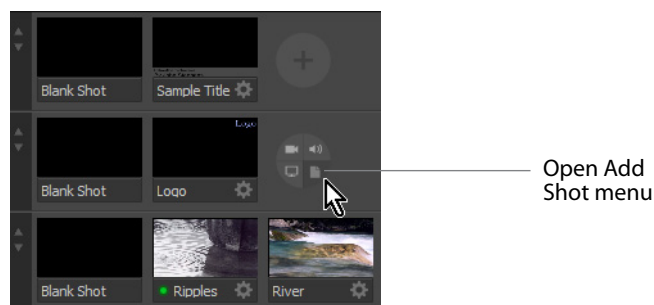 Blank Shot
Sample Title
Logo
Blank Shot
Logo
Open Add
Shot menu
Blank Shot
Ripples
River